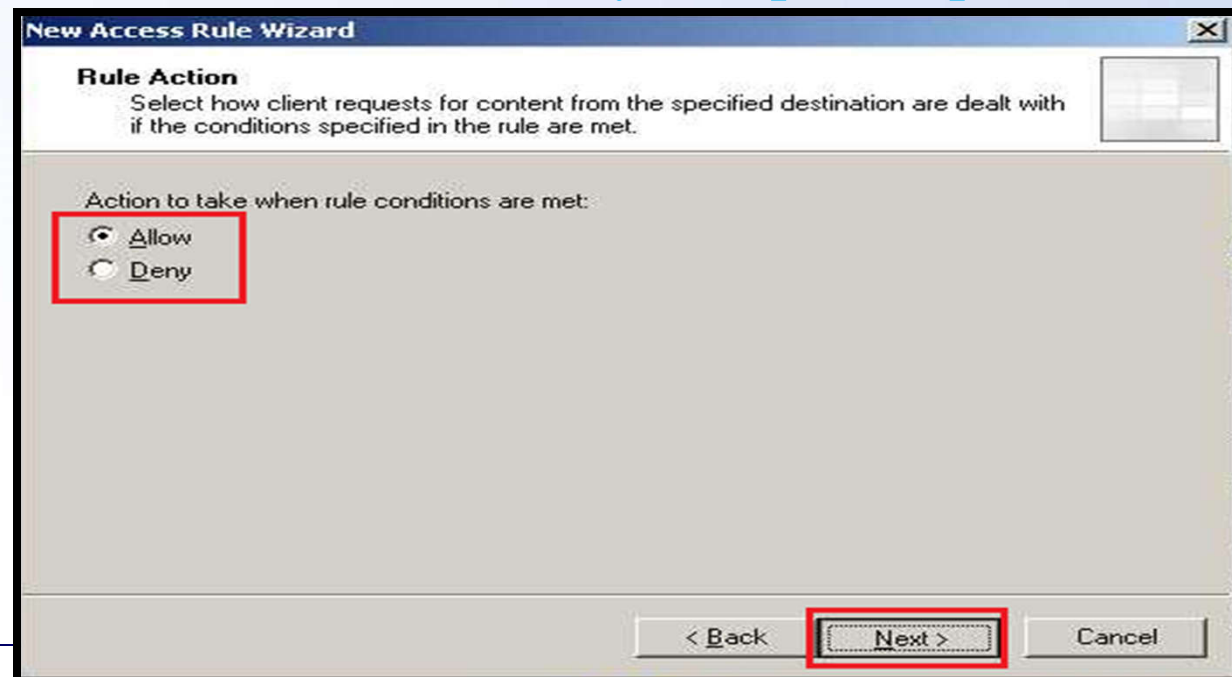 New Access Rule Wizard
Rule Action
Select how client requests for content from the specified destination are dealt with
if the conditions specified in the rule are met.
Action to take when rule conditions are met:
Allow
Deny
< Back
Next >
Cancel